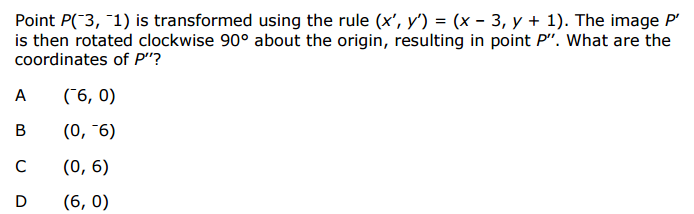 Point P(⁻3, ⁻1) is transformed using the rule (x′, y′) = (x – 3, y + 1). The image P′
is then rotated clockwise 90° about the origin, resulting in point P″. What are the
coordinates of P″?
A (⁻6, 0)
B (0, ⁻6)
C (0, 6)
D (6, 0)